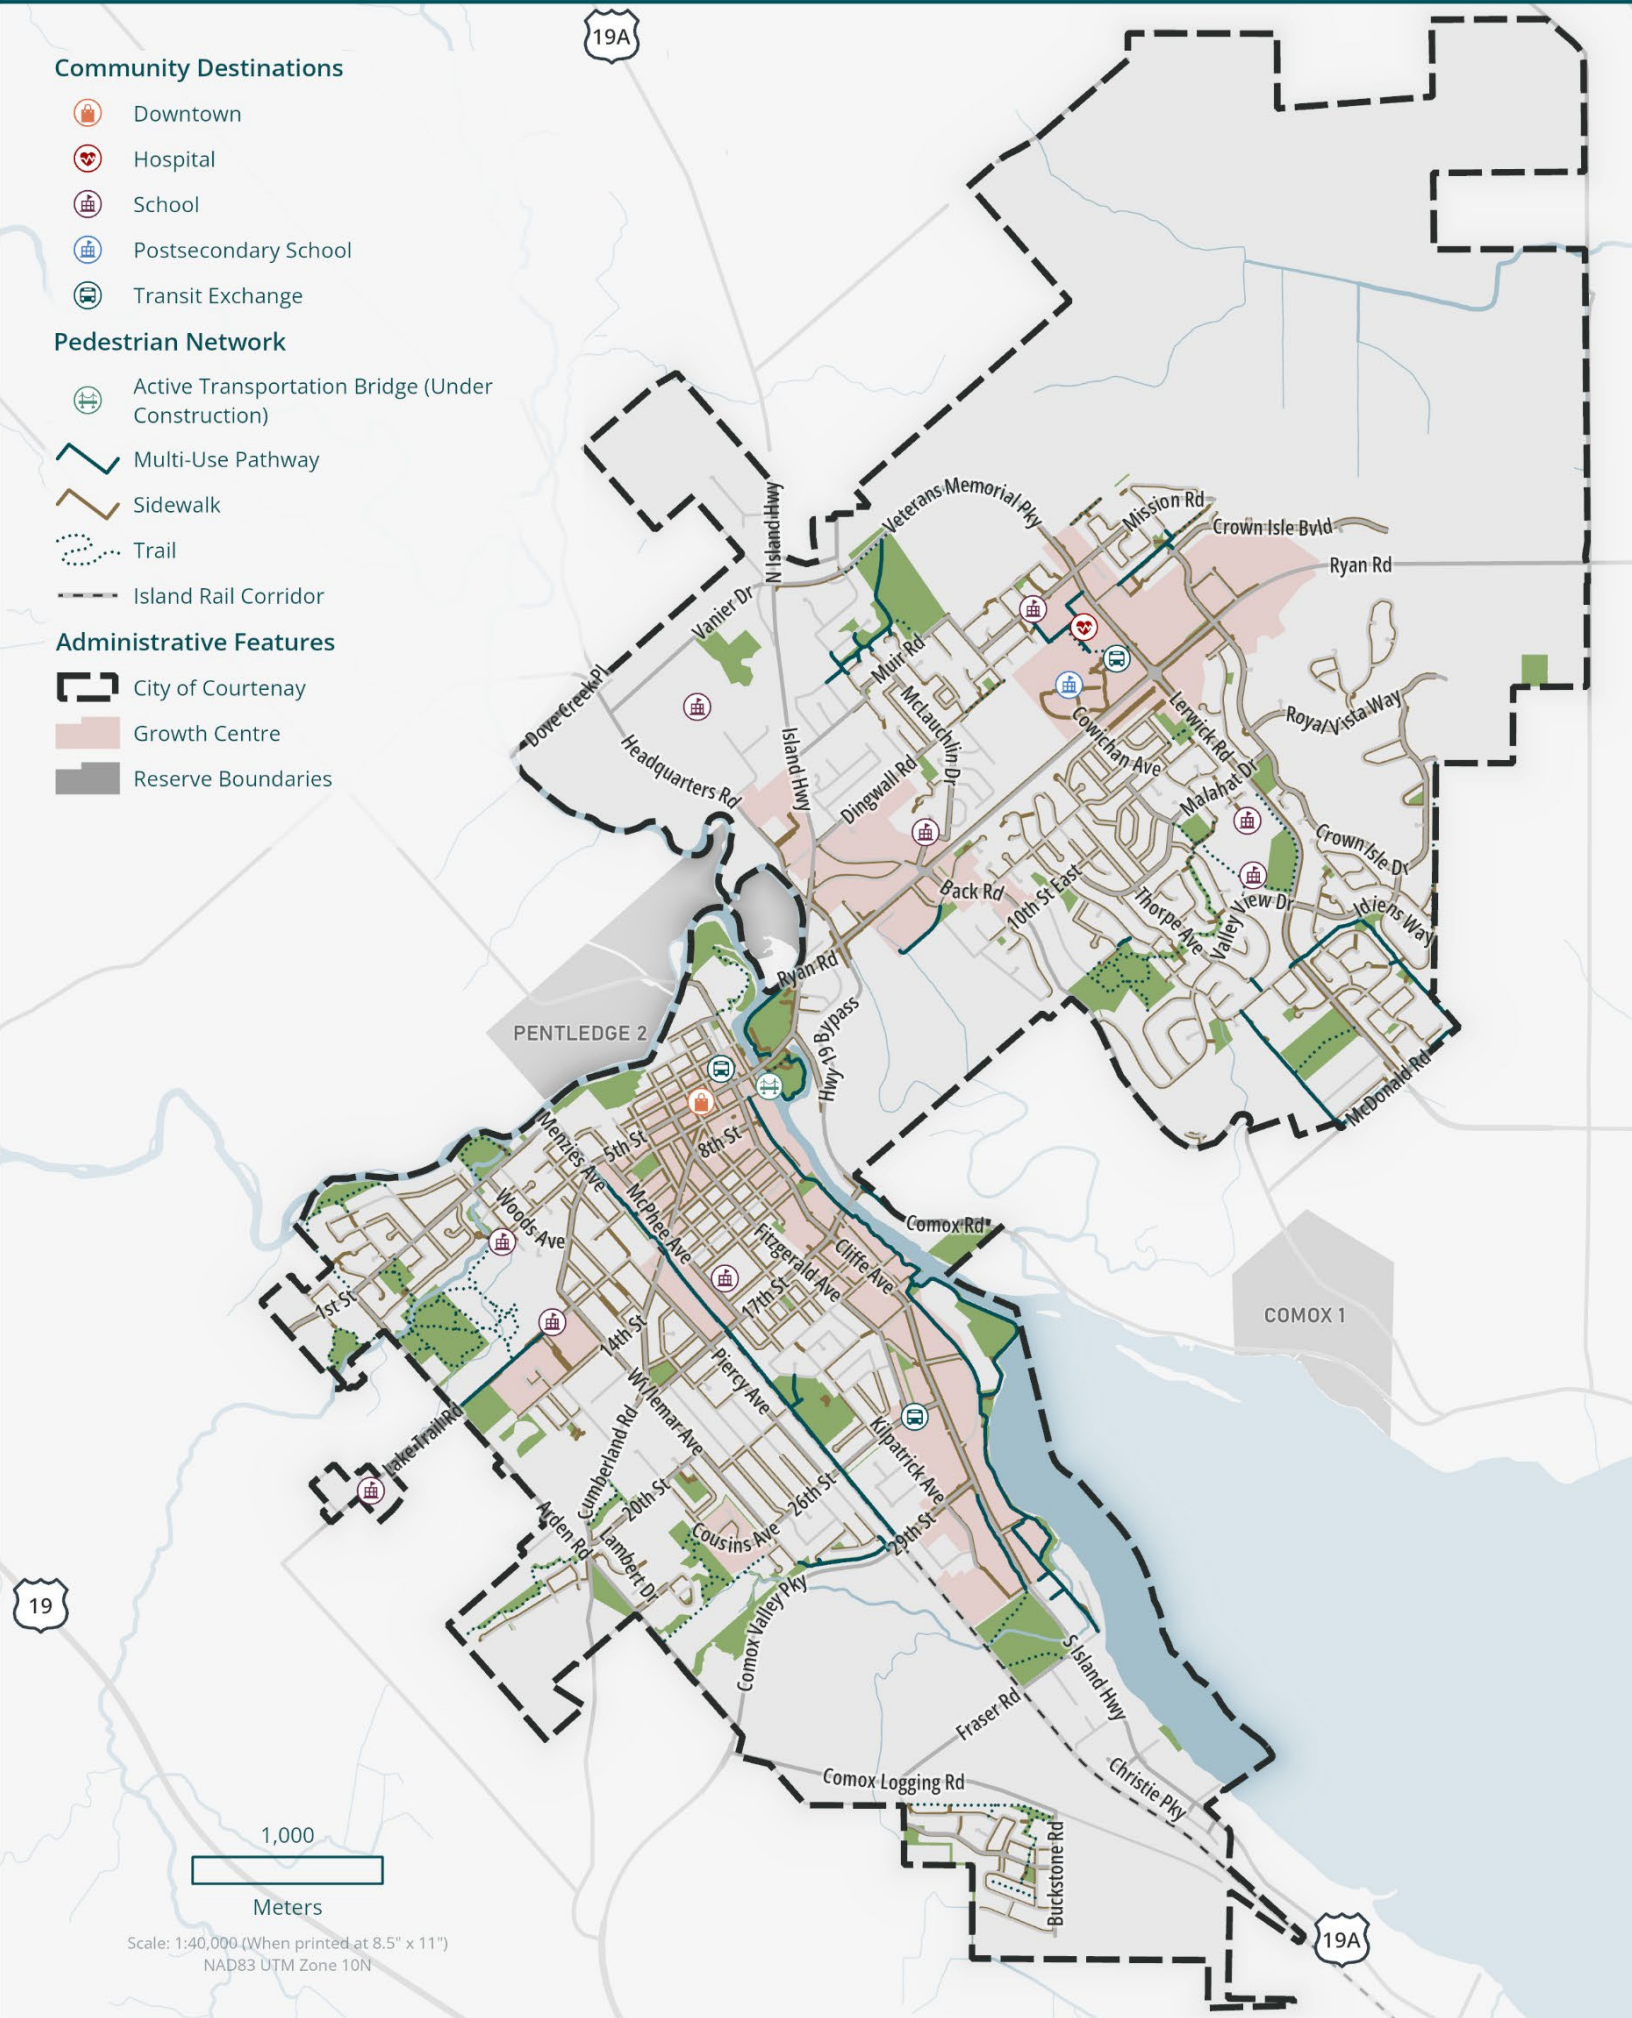 19A
Community Destinations
Downtown
Hospital
School
Postsecondary School
Transit Exchange
Pedestrian Network
Active Transportation Bridge (Under
Construction)
Multi-Use Pathway
Sidewalk
Trail
Island Rail Corridor
Administrative Features
City of Courtenay
Growth Centre
Reserve Boundaries
Veterans Memorial Pky
Mission Rd
Crown Isle Bvld
Ryan Rd
N Island Hwy
Vanier Dr
Muir Rd
Dove Creek Pl
McLauchlin Dr
Lerwick Rd
Royal Vista Way
Cowichan Ave
Headquarters Rd
Island Hwy
Dingwall Rd
Malahat Dr
Crown Isle Dr
Back Rd
10th St East
Thorpe Ave
Valley View Dr
Idiens Way
Ryan Rd
Hwy 19 Bypass
PENTLEDGE 2
McDonald Rd
Menzies Ave
5th St
8th St
McPhee Ave
Woods Ave
Fitzgerald Ave
Cliffe Ave
Comox Rd
17th St
1st St
14th St
COMOX 1
Piercy Ave
Willemar Ave
Cumberland Rd
Kilpatrick Ave
Lake Trail Rd
20th St
26th St
Arden Rd
Cousins Ave
29th St
Lambert Dr
19
Comox Valley Pky
S Island Hwy
Fraser Rd
Comox Logging Rd
Christie Pky
Buckstone Rd
1,000
Meters
Scale: 1:40,000 (When printed at 8.5" x 11")
NAD83 UTM Zone 10N
19A